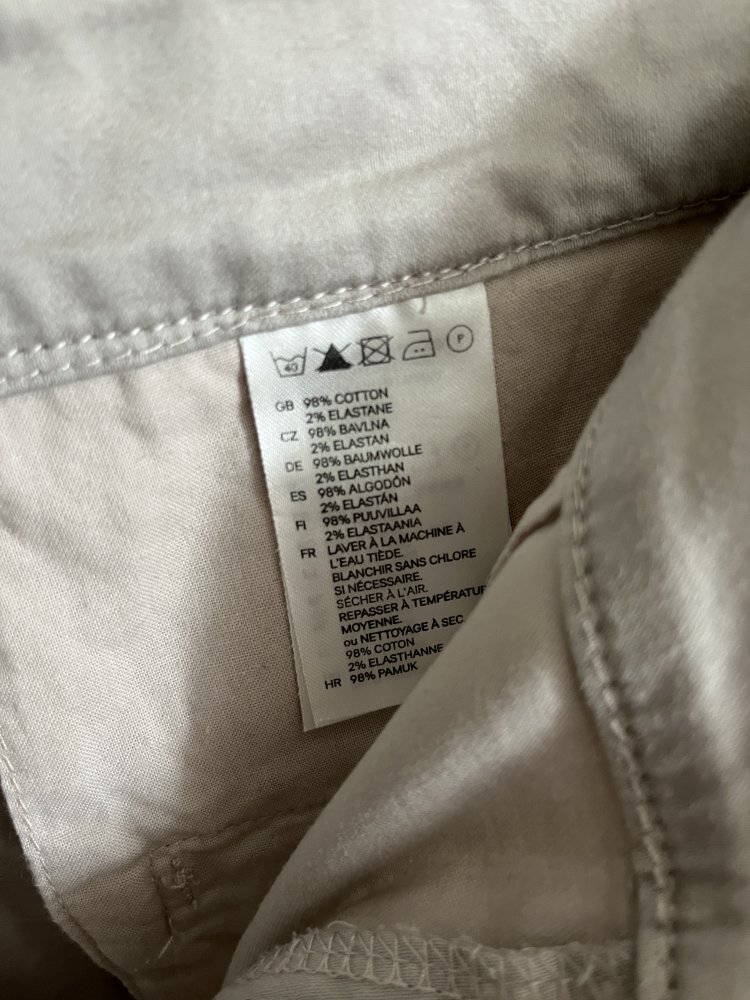 40 P
GB 98% COTTON
2% ELASTANE
CZ 98% BAVLNA
2% ELASTAN
DE 98% BAUMWOLLE
2% ELASTHAN
ES 98% ALGODÓN
2% ELASTÁN
FI 98% PUUVILLAA
2% ELASTAANIA
FR LAVER À LA MACHINE À
L'EAU TIÈDE.
BLANCHIR SANS CHLORE
SI NÉCESSAIRE.
SÉCHER À L'AIR.
REPASSER À TEMPÉRATUR
MOYENNE.
ou NETTOYAGE À SEC
98% COTON
2% ELASTHANNE
HR 98% PAMUK